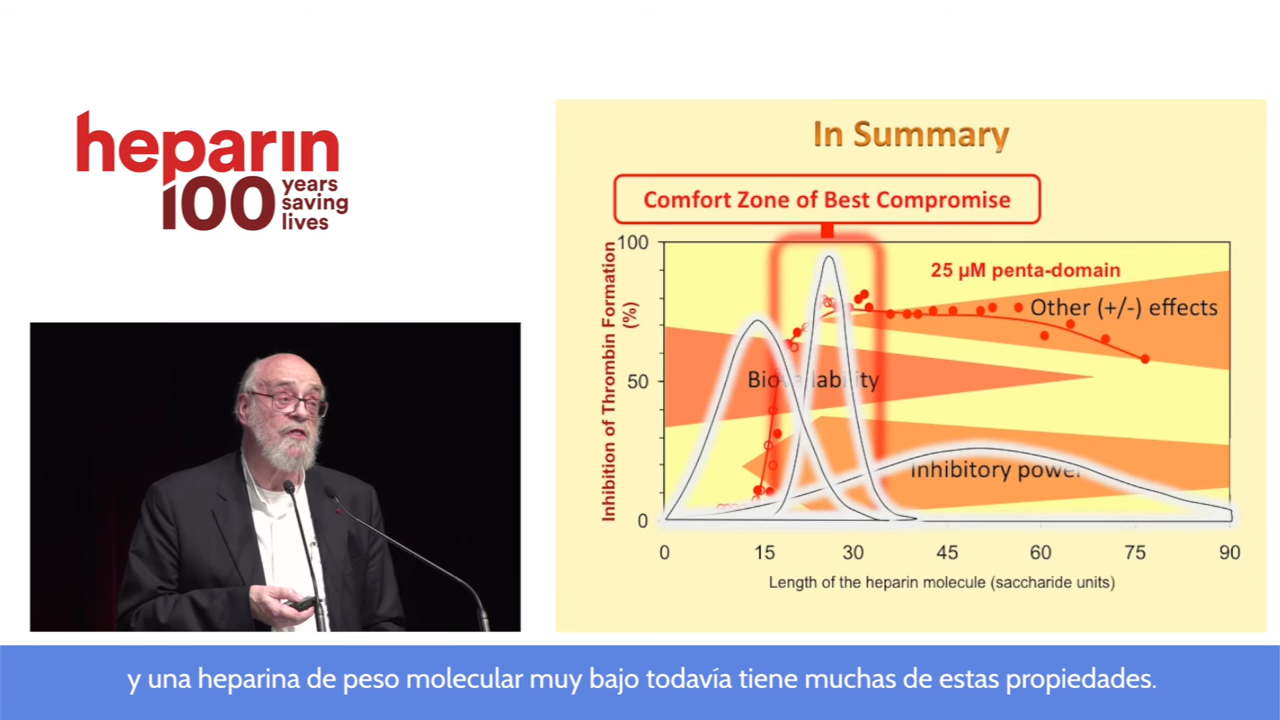 heparin
100 years
saving
lives
In Summary
Comfort Zone of Best Compromise
Inhibition of Thrombin Formation
(%)
100
50
0
25 µM penta-domain
Other (+/-) effects
Bioavailability
Inhibitory power
0 15 30 45 60 75 90
Length of the heparin molecule (saccharide units)
y una heparina de peso molecular muy bajo todavía tiene muchas de estas propiedades.